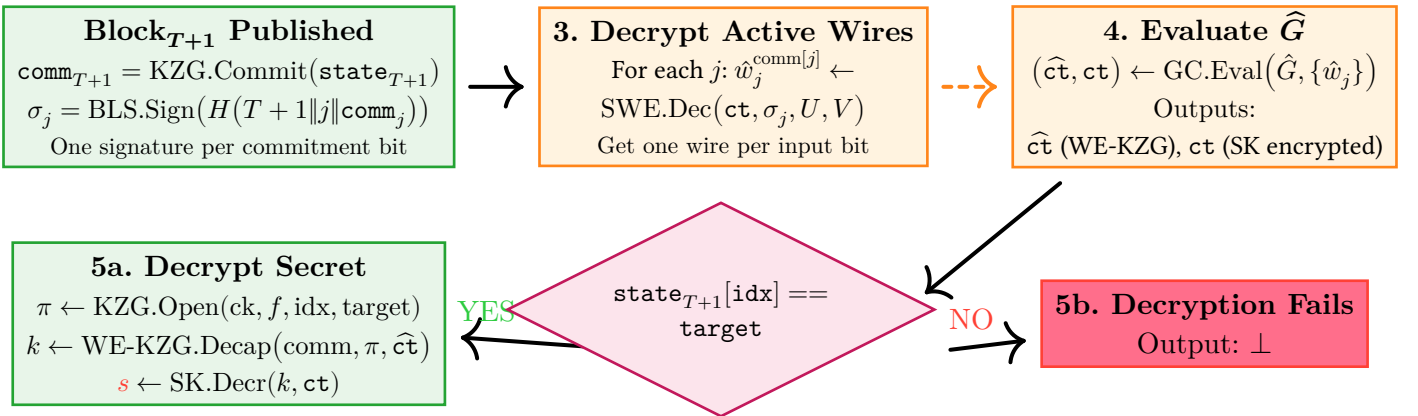 Block_{T+1} Published
comm_{T+1} = KZG.Commit(state_{T+1})
σ_j = BLS.Sign(H(T + 1‖j‖comm_j))
One signature per commitment bit
3. Decrypt Active Wires
For each j: ŵ_j^{comm[j]} ←
SWE.Dec(ct, σ_j, U, V)
Get one wire per input bit
4. Evaluate Ĝ
(ĉt, ct) ← GC.Eval(Ĝ, {ŵ_j})
Outputs:
ĉt (WE-KZG), ct (SK encrypted)
5a. Decrypt Secret
π ← KZG.Open(ck, f, idx, target)
k ← WE-KZG.Decap(comm, π, ĉt)
s ← SK.Decr(k, ct)
YES
state_{T+1}[idx] ==
target
NO
5b. Decryption Fails
Output: ⊥